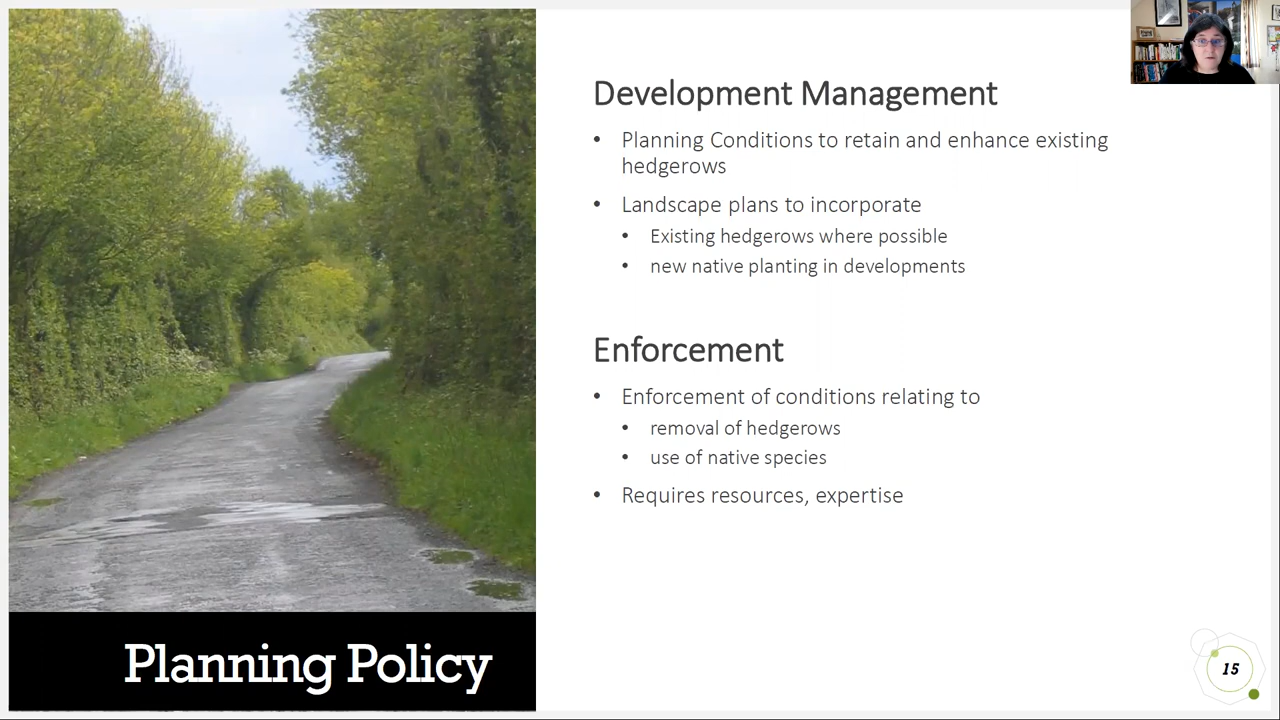 Development Management
• Planning Conditions to retain and enhance existing
hedgerows
• Landscape plans to incorporate
• Existing hedgerows where possible
• new native planting in developments
Enforcement
• Enforcement of conditions relating to
• removal of hedgerows
• use of native species
• Requires resources, expertise
Planning Policy
15